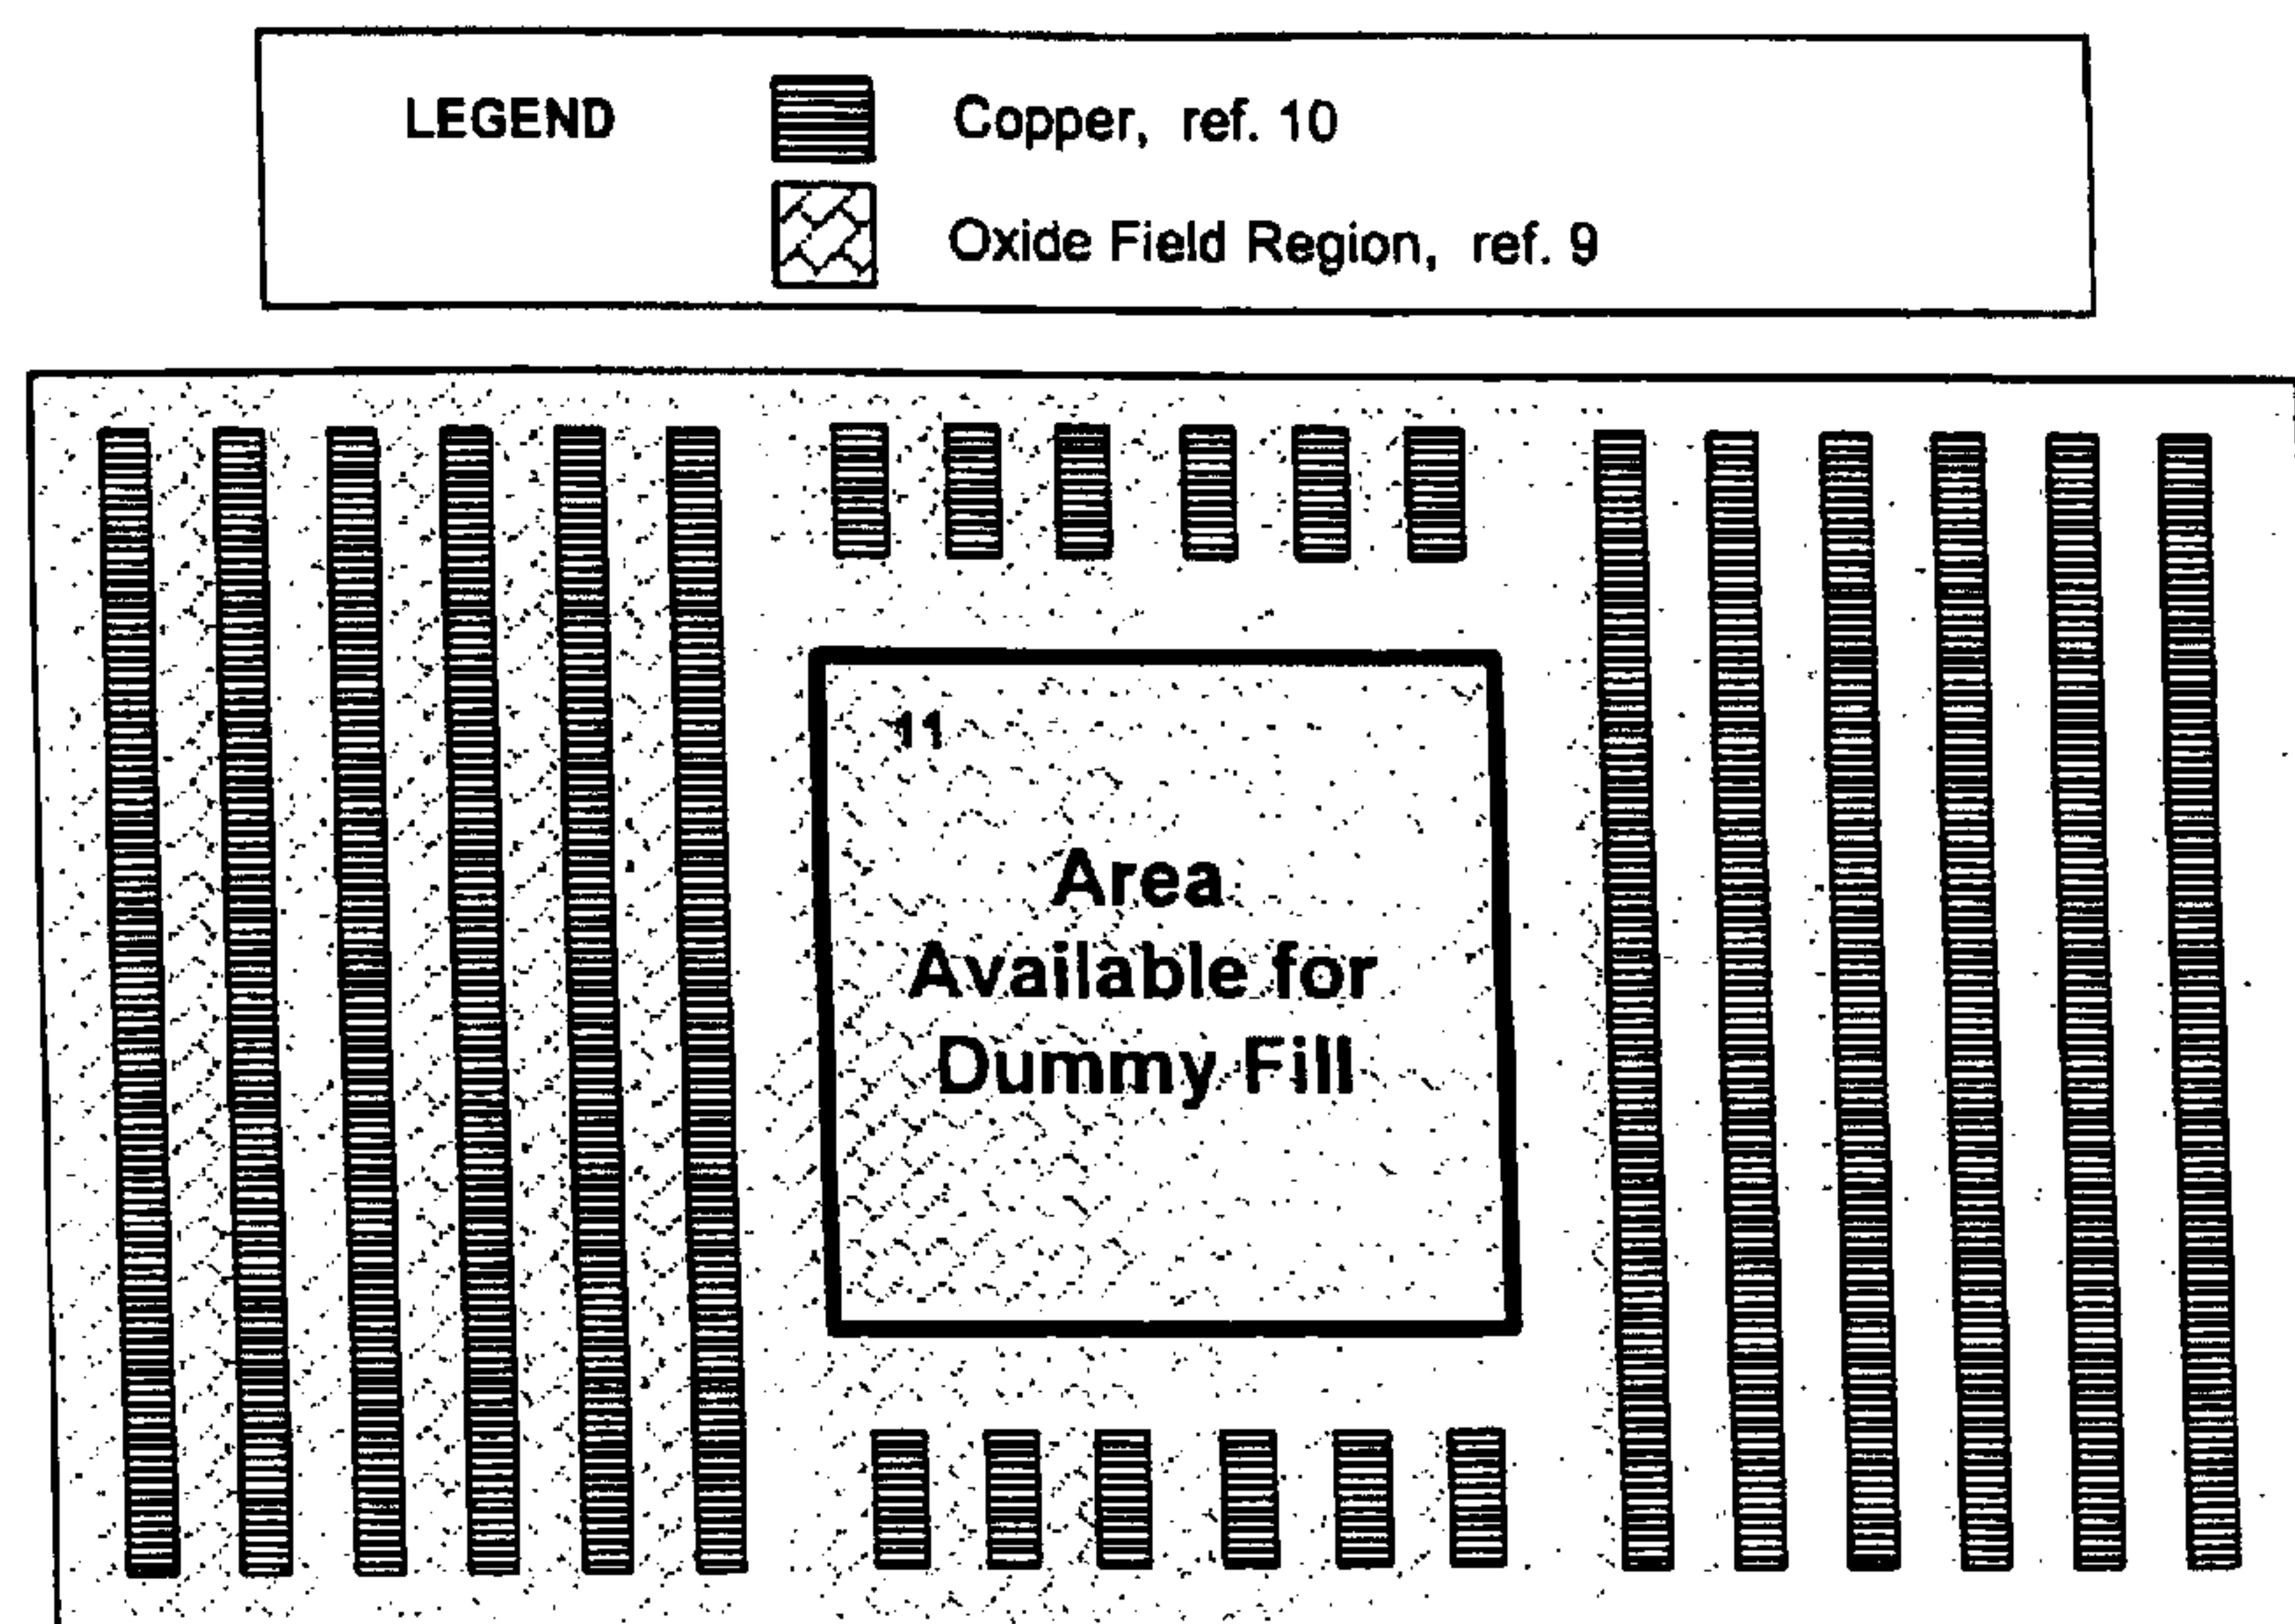 LEGEND
Copper, ref. 10
Oxide Field Region, ref. 9
11
Area
Available for
Dummy Fill